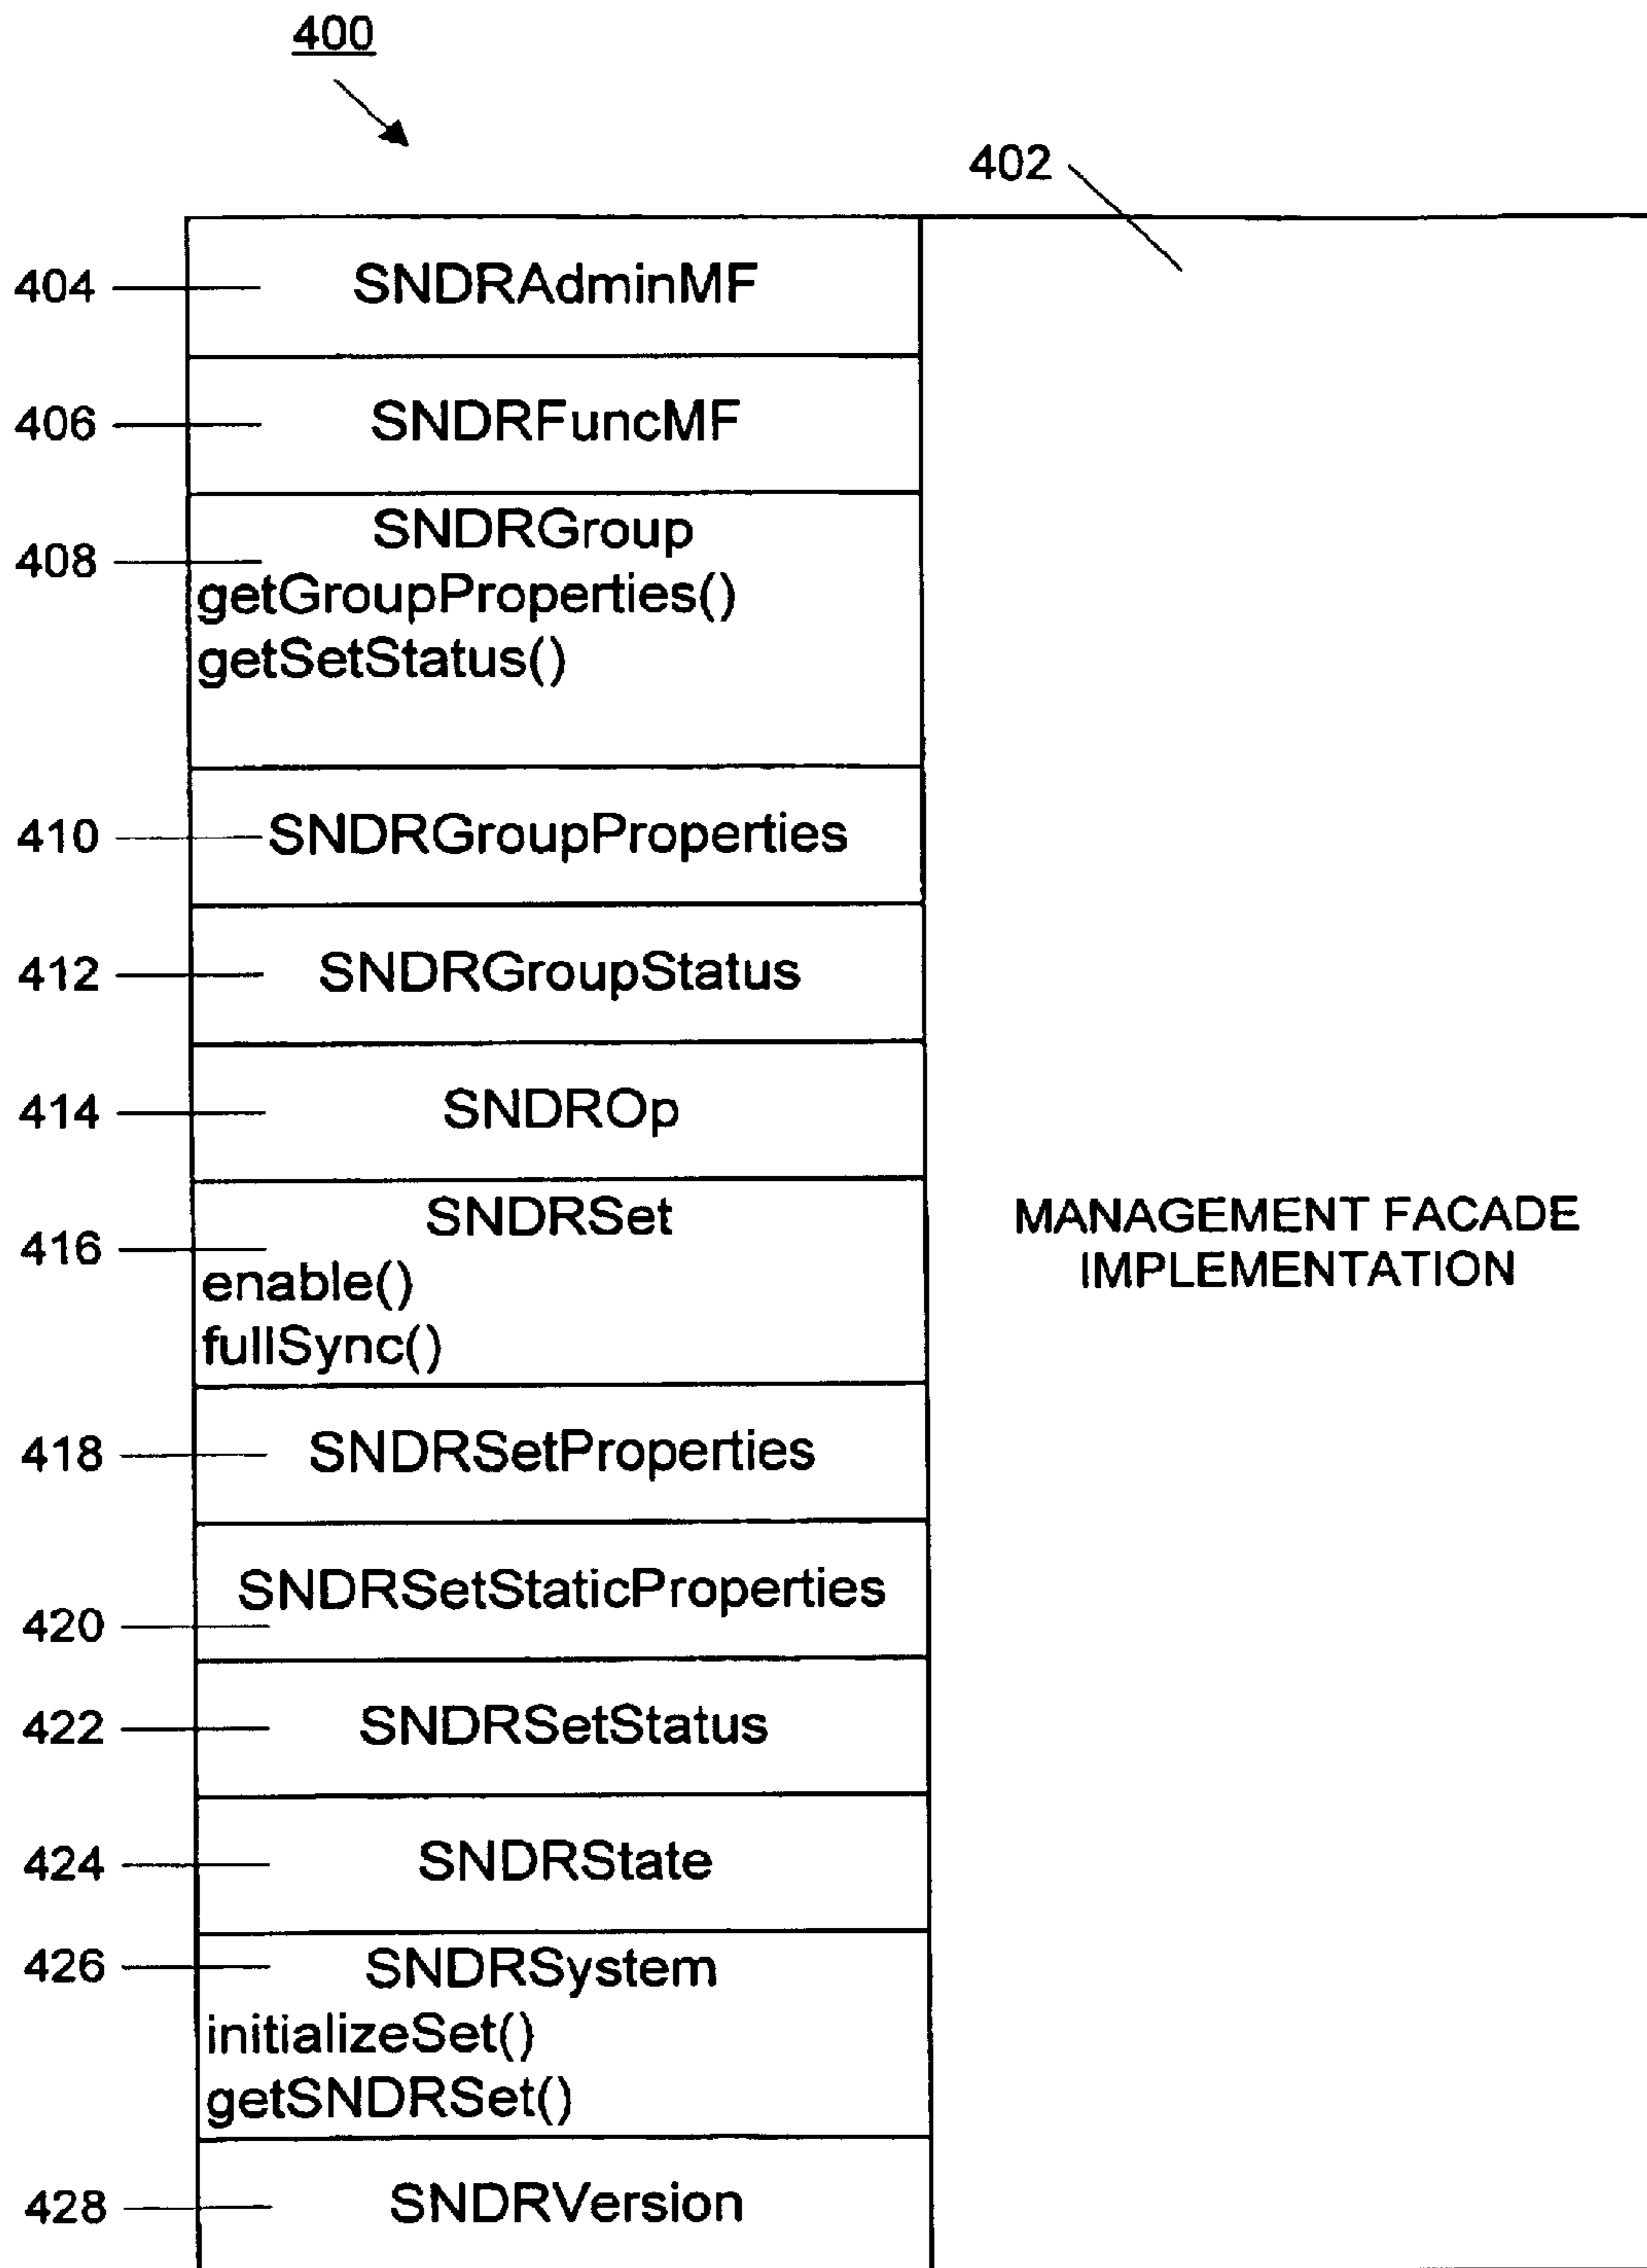 400
402
404 SNDRAdminMF
406 SNDRFuncMF
SNDRGroup
408
getGroupProperties()
getSetStatus()
410 SNDRGroupProperties
412 SNDRGroupStatus
414 SNDROp
SNDRSet
416
enable()
fullSync()
MANAGEMENT FACADE
IMPLEMENTATION
418 SNDRSetProperties
SNDRSetStaticProperties
420
422 SNDRSetStatus
424 SNDRState
426 SNDRSystem
initializeSet()
getSNDRSet()
428 SNDRVersion